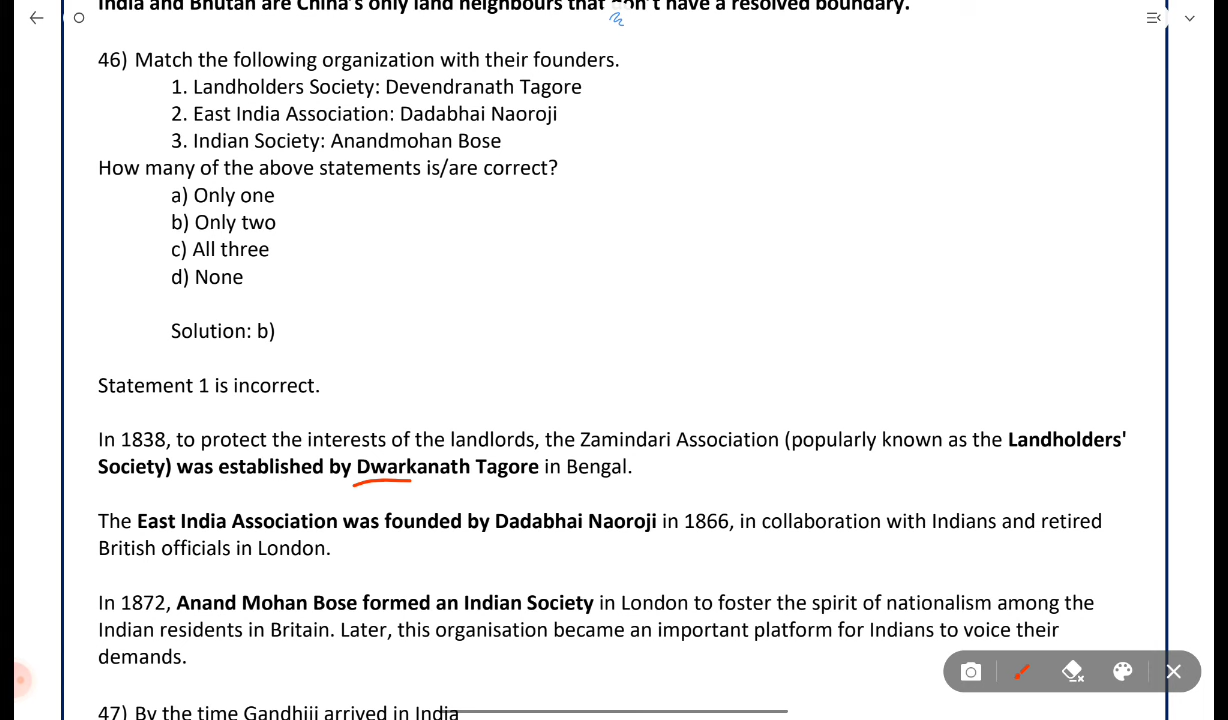 India and Bhutan are China's only land neighbours that don't have a resolved boundary.
46) Match the following organization with their founders.
1. Landholders Society: Devendranath Tagore
2. East India Association: Dadabhai Naoroji
3. Indian Society: Anandmohan Bose
How many of the above statements is/are correct?
a) Only one
b) Only two
c) All three
d) None
Solution: b)
Statement 1 is incorrect.
In 1838, to protect the interests of the landlords, the Zamindari Association (popularly known as the Landholders'
Society) was established by Dwarkanath Tagore in Bengal.
The East India Association was founded by Dadabhai Naoroji in 1866, in collaboration with Indians and retired
British officials in London.
In 1872, Anand Mohan Bose formed an Indian Society in London to foster the spirit of nationalism among the
Indian residents in Britain. Later, this organisation became an important platform for Indians to voice their
demands.
47) By the time Gandhiji arrived in India